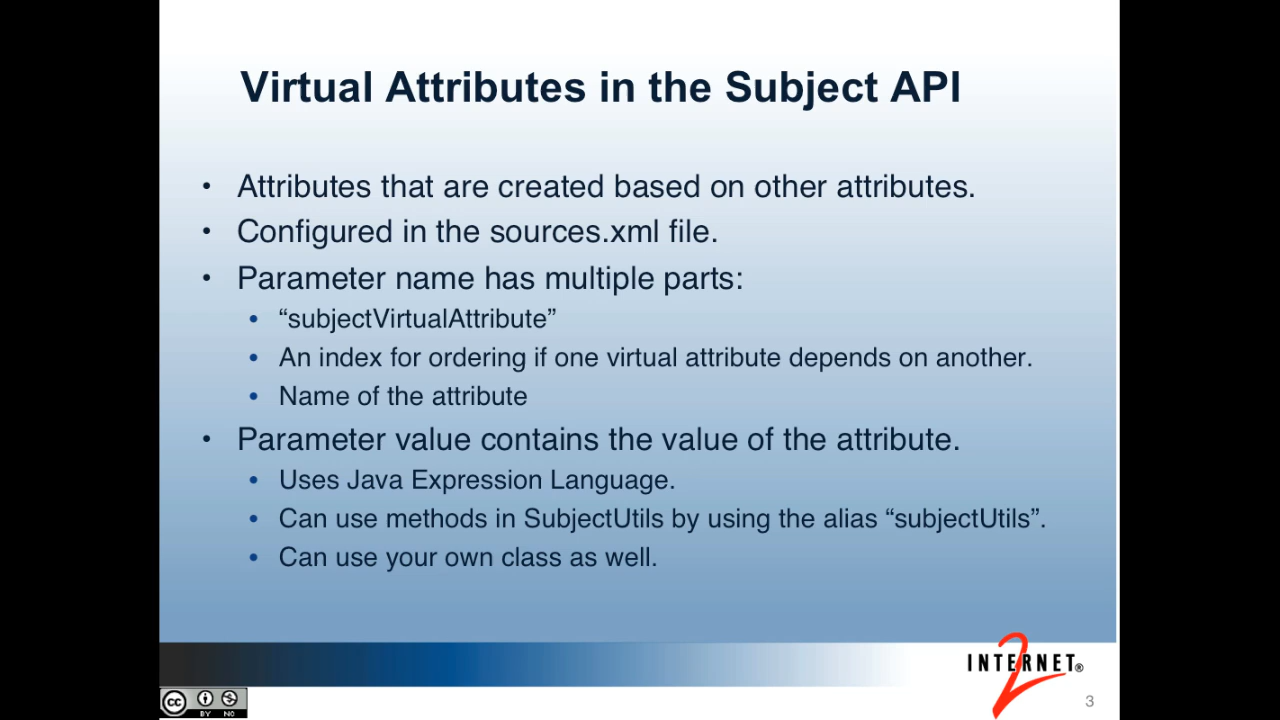 Virtual Attributes in the Subject API
• Attributes that are created based on other attributes.
• Configured in the sources.xml file.
• Parameter name has multiple parts:
• “subjectVirtualAttribute”
• An index for ordering if one virtual attribute depends on another.
• Name of the attribute
• Parameter value contains the value of the attribute.
• Uses Java Expression Language.
• Can use methods in SubjectUtils by using the alias “subjectUtils”.
• Can use your own class as well.
INTERNET®
2
cc BY NC
3